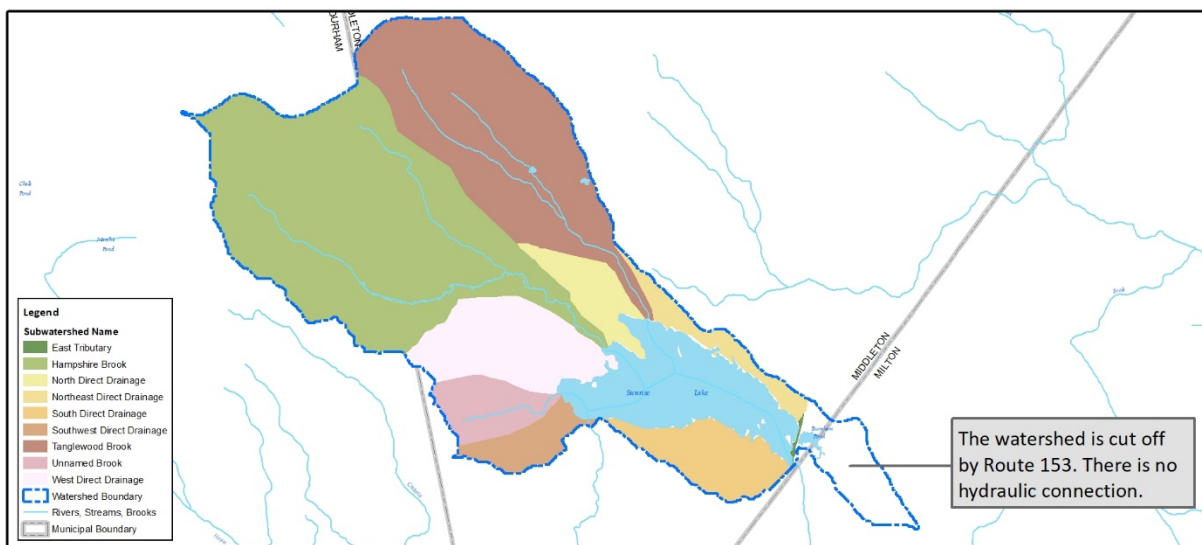 DURHAM
Pond
Pond
Legend
Subwatershed Name
East Tributary
Hampshire Brook
North Direct Drainage
Northeast Direct Drainage
South Direct Drainage
Southwest Direct Drainage
Tanglewood Brook
Unnamed Brook
West Direct Drainage
Watershed Boundary
Rivers, Streams, Brooks
Municipal Boundary
Sunrise Lake
MIDDLETON
MILTON
The watershed is cut off
by Route 153. There is no
hydraulic connection.